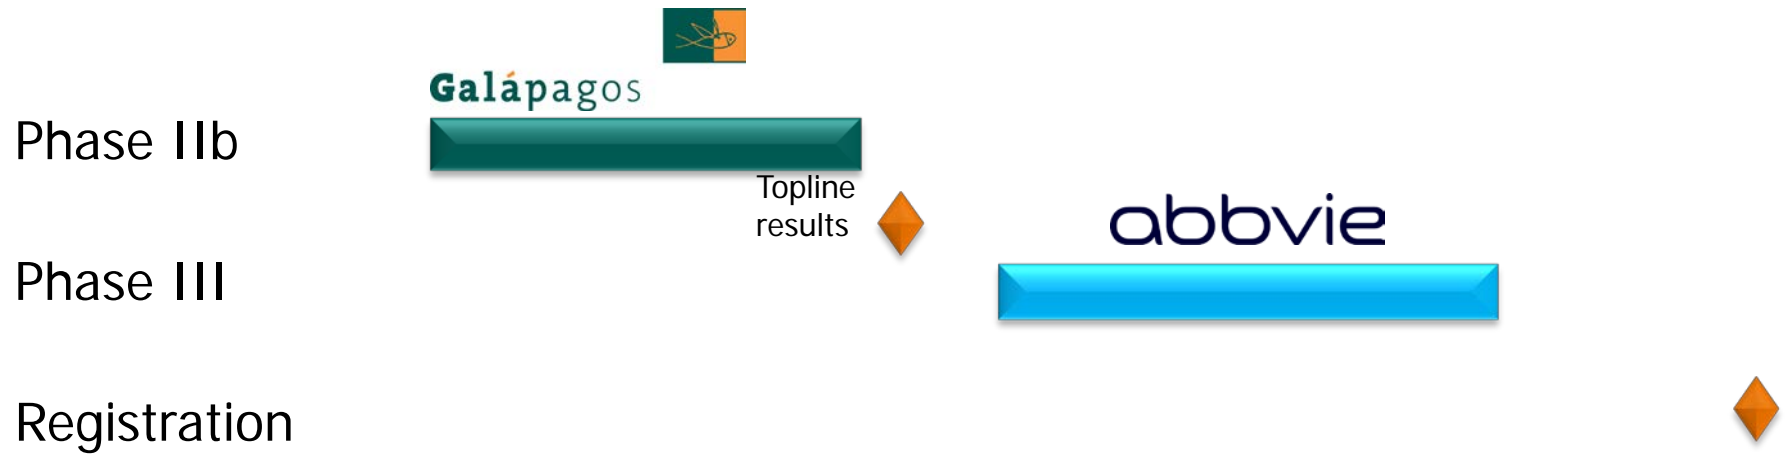 Galápagos
Phase IIb
Topline
results
abbvie
Phase III
Registration